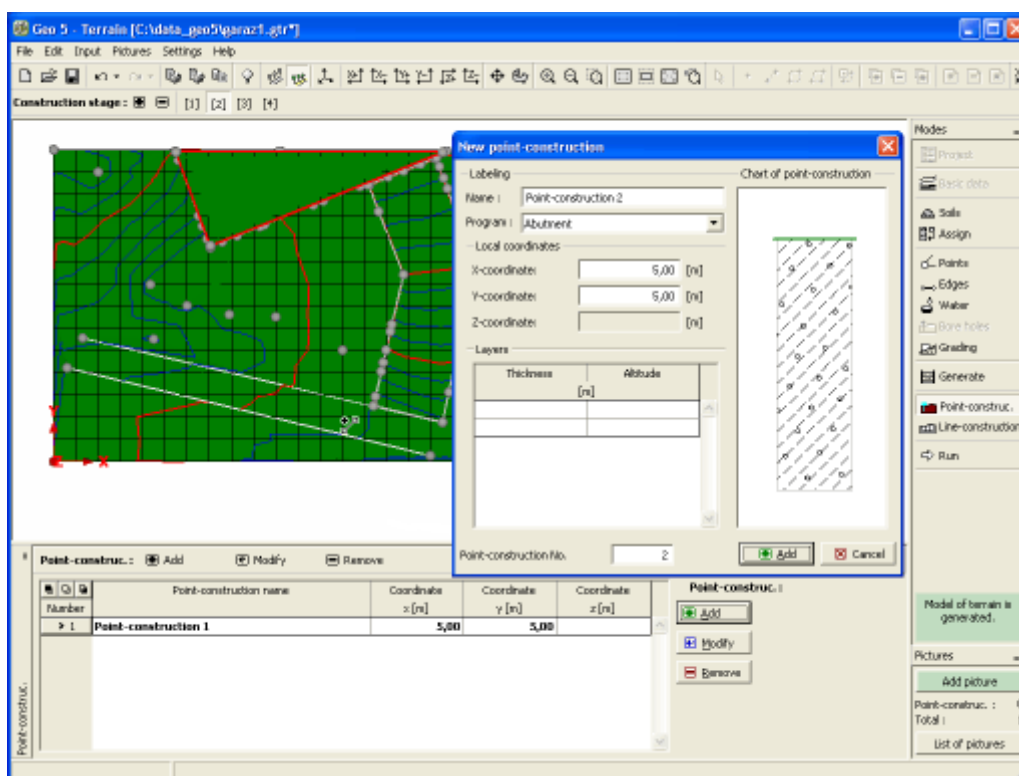 Geo 5 - Terrain [C:\data_geo5\garaz1.gtr*]
File Edit Input Pictures Settings Help
Construction stage : [1] [2] [3] [4]
New point-construction
Labeling
Name : Point-construction 2
Program : Abutment
Local coordinates
X-coordinate: 5,00 [m]
Y-coordinate: 5,00 [m]
Z-coordinate: [m]
Layers
Thickness Altitude
[m]
Chart of point-construction
Point-construction No. 2
Add Cancel
Y
X
Modes
Project
Basic data
Soils
Assign
Points
Edges
Water
Bore holes
Grading
Generate
Point-construc.
Line-construction
Run
Model of terrain is
generated.
Pictures
Add picture
Point-construc. :
Total :
List of pictures
Point-construc. : Add Modify Remove
Number Point-construction name Coordinate Coordinate Coordinate
x [m] y [m] z [m]
> 1 Point-construction 1 5,00 5,00
Point-construc. :
Add
Modify
Remove
Point-construc.